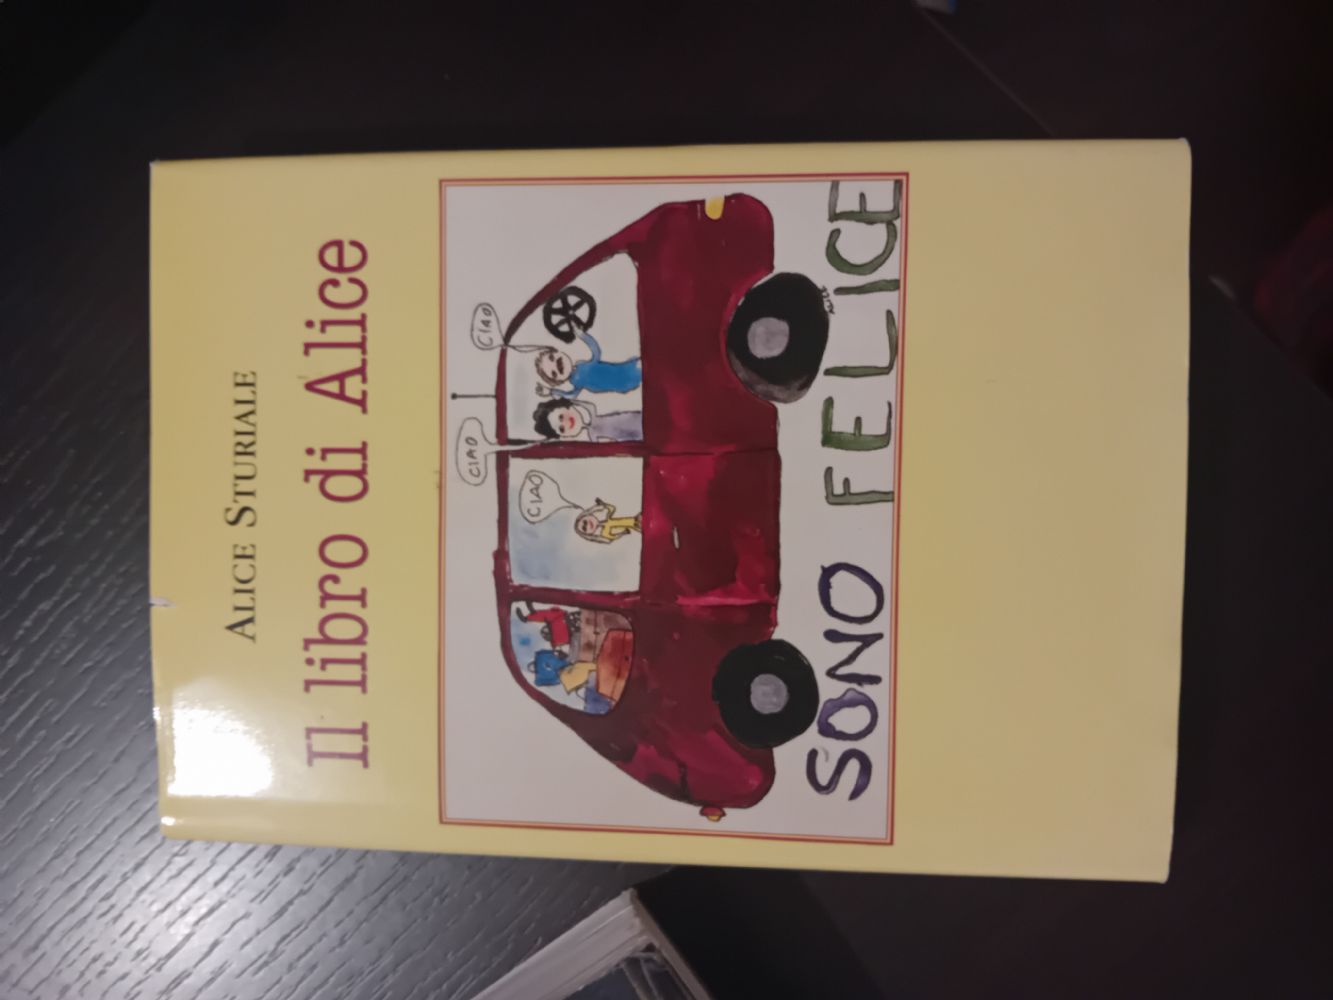 ALICE STURIALE
Il libro di Alice
CIAO
CIAO
CIAO
SONO FELICE